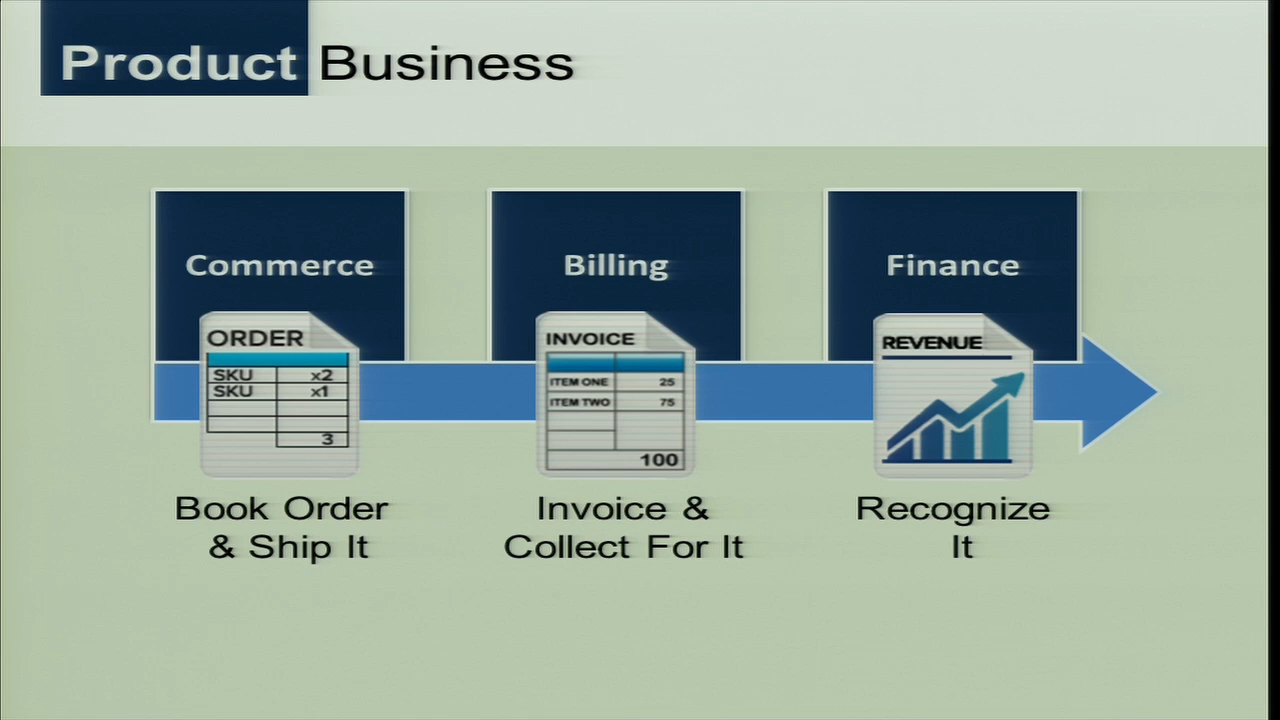 Product Business
Commerce
Billing
Finance
ORDER
SKU x2
SKU x1
3
INVOICE
ITEM ONE 25
ITEM TWO 75
100
REVENUE
Book Order
& Ship It
Invoice &
Collect For It
Recognize
It